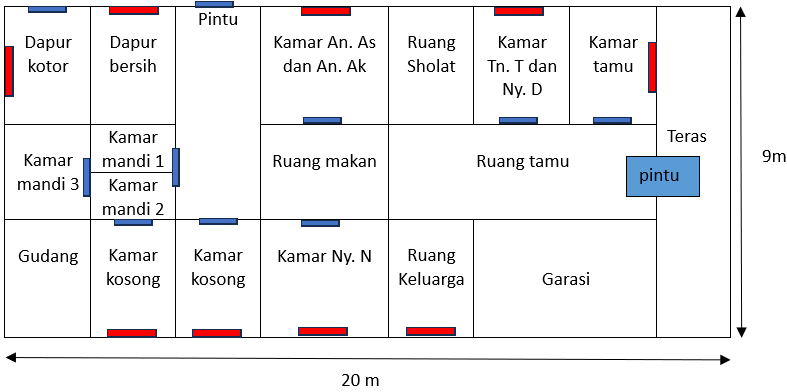 Pintu
Dapur
kotor
Dapur
bersih
Kamar An. As
dan An. Ak
Ruang
Sholat
Kamar
Tn. T dan
Ny. D
Kamar
tamu
Kamar
mandi 3
Kamar
mandi 1
Kamar
mandi 2
Ruang makan
Ruang tamu
Teras
pintu
9m
Gudang
Kamar
kosong
Kamar
kosong
Kamar Ny. N
Ruang
Keluarga
Garasi
20 m